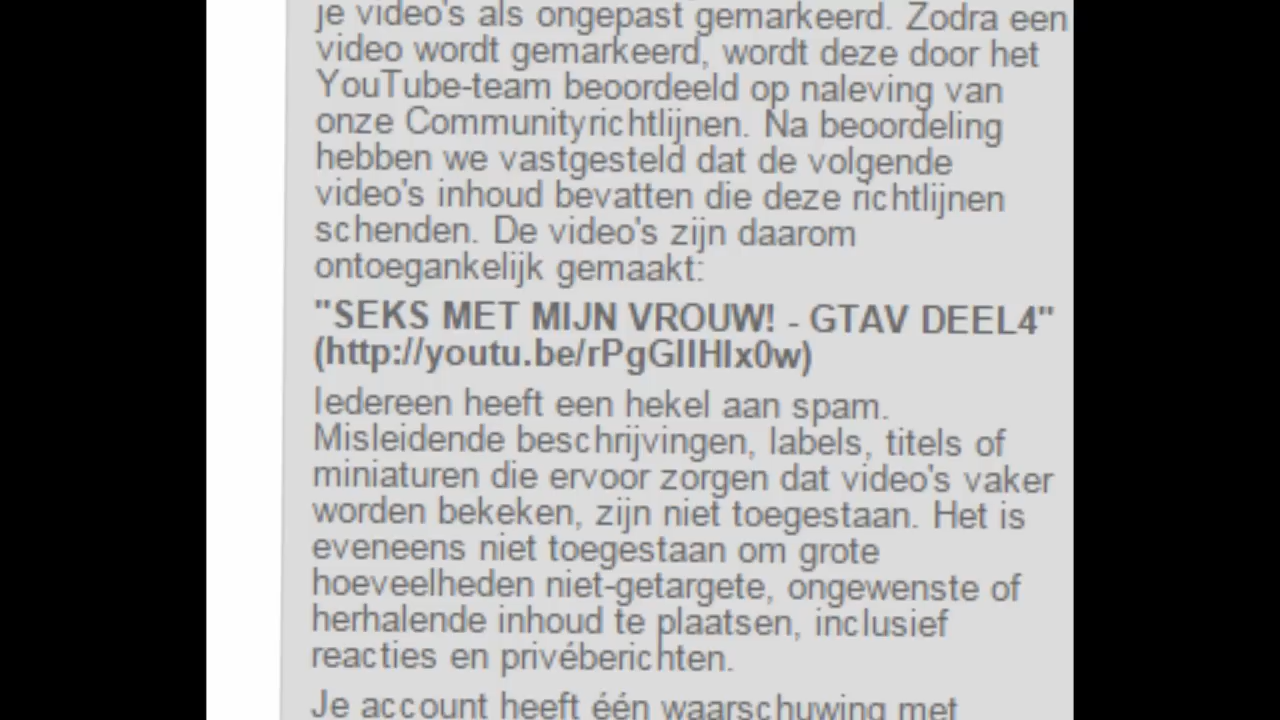 je video's als ongepast gemarkeerd. Zodra een
video wordt gemarkeerd, wordt deze door het
YouTube-team beoordeeld op naleving van
onze Communityrichtlijnen. Na beoordeling
hebben we vastgesteld dat de volgende
video's inhoud bevatten die deze richtlijnen
schenden. De video's zijn daarom
ontoegankelijk gemaakt:
"SEKS MET MIJN VROUW! - GTAV DEEL4"
(http://youtu.be/rPgGIIHIx0w)
Iedereen heeft een hekel aan spam.
Misleidende beschrijvingen, labels, titels of
miniaturen die ervoor zorgen dat video's vaker
worden bekeken, zijn niet toegestaan. Het is
eveneens niet toegestaan om grote
hoeveelheden niet-getargete, ongewenste of
herhalende inhoud te plaatsen, inclusief
reacties en privéberichten.
Je account heeft één waarschuwing met